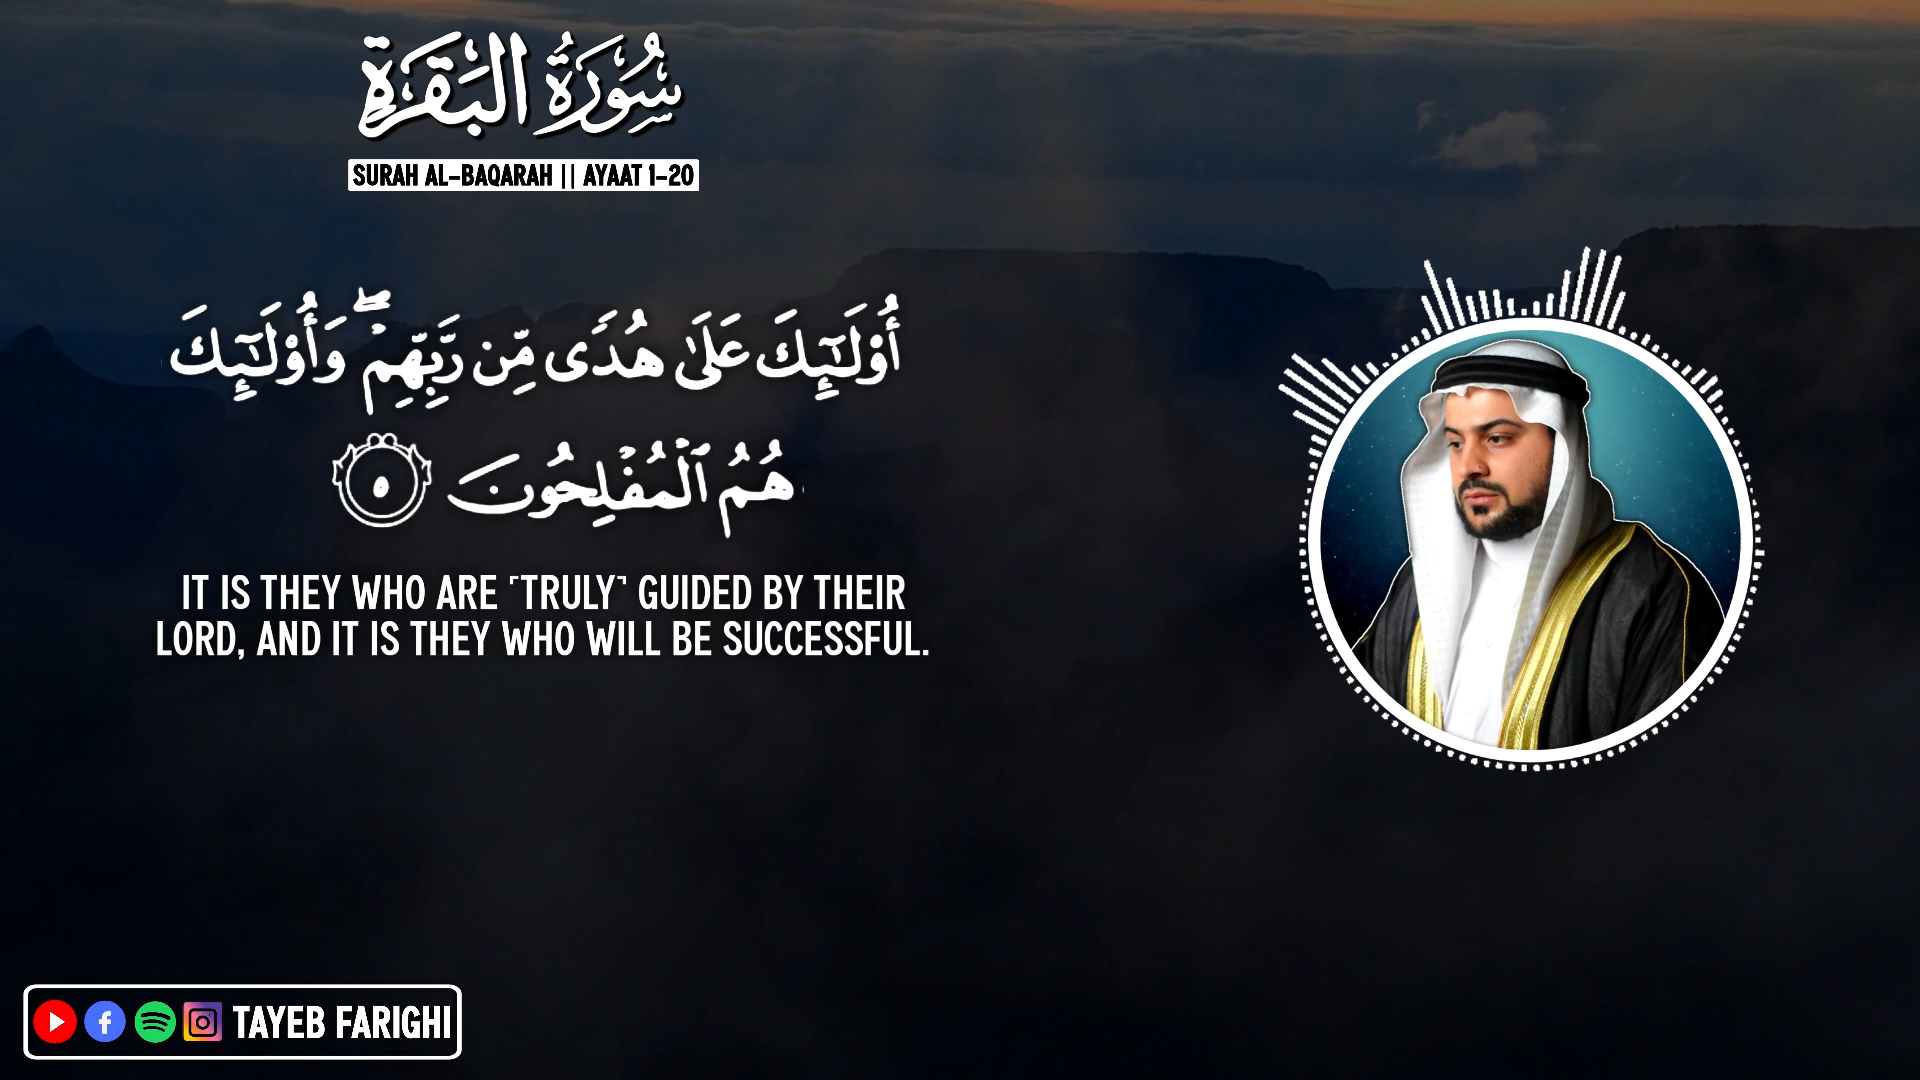 سُورَةُ البَقَرَةِ
SURAH AL-BAQARAH || AYAAT 1-20
أُوْلَـٰٓئِكَ عَلَىٰ هُدًى مِّن رَّبِّهِمْۖ وَأُوْلَـٰٓئِكَ
هُمُ ٱلْمُفْلِحُونَ ٥
IT IS THEY WHO ARE ˹TRULY˺ GUIDED BY THEIR
LORD, AND IT IS THEY WHO WILL BE SUCCESSFUL.
TAYEB FARIGHI